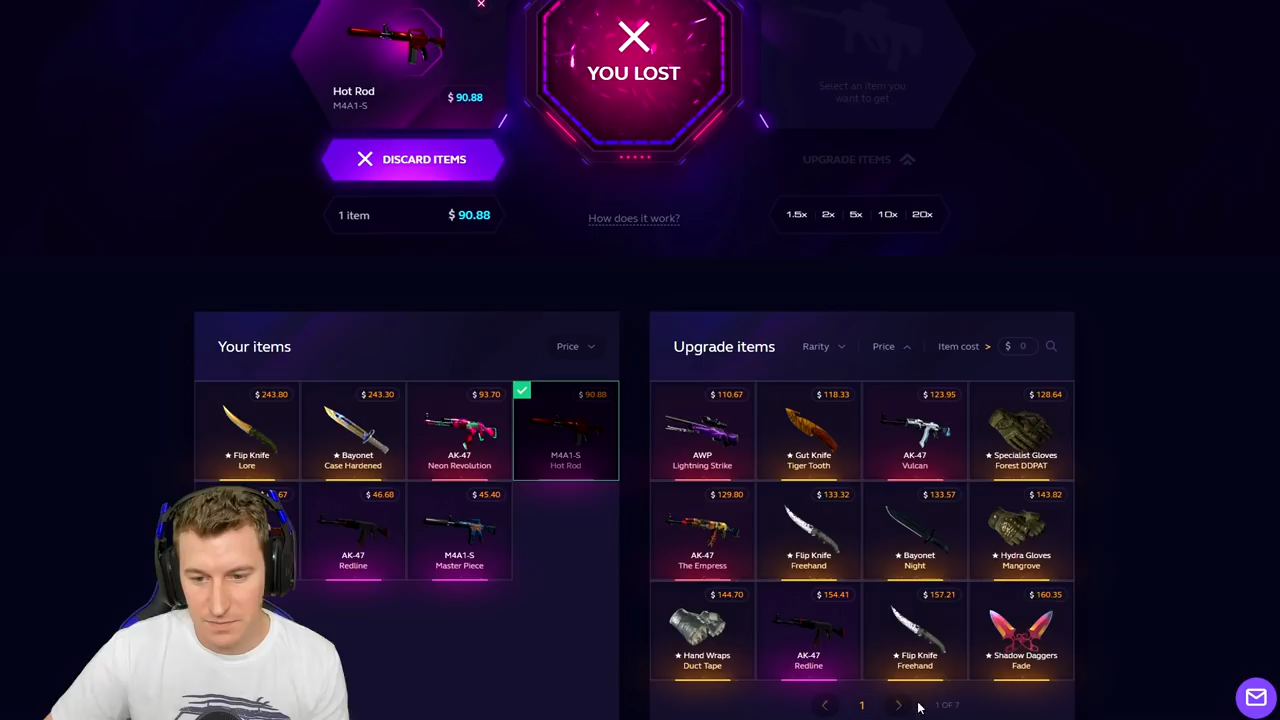 Hot Rod
M4A1-S
$ 90.88
YOU LOST
Select an item you
want to get
DISCARD ITEMS
UPGRADE ITEMS
1 item
$ 90.88
How does it work?
1.5x
2x
5x
10x
20x
Your items
Price
Upgrade items
Rarity
Price
Item cost >
$ 0
$ 243.80
★ Flip Knife
Lore
$ 243.30
★ Bayonet
Case Hardened
$ 93.70
AK-47
Neon Revolution
$ 90.88
M4A1-S
Hot Rod
$ 110.67
AWP
Lightning Strike
$ 118.33
★ Gut Knife
Tiger Tooth
$ 123.95
AK-47
Vulcan
$ 128.64
★ Specialist Gloves
Forest DDPAT
$ 46.68
AK-47
Redline
$ 45.40
M4A1-S
Master Piece
$ 129.80
AK-47
The Empress
$ 133.32
★ Flip Knife
Freehand
$ 133.57
★ Bayonet
Night
$ 143.82
★ Hydra Gloves
Mangrove
$ 144.70
★ Hand Wraps
Duct Tape
$ 154.41
AK-47
Redline
$ 157.21
★ Flip Knife
Freehand
$ 160.35
★ Shadow Daggers
Fade
1
1 OF 7